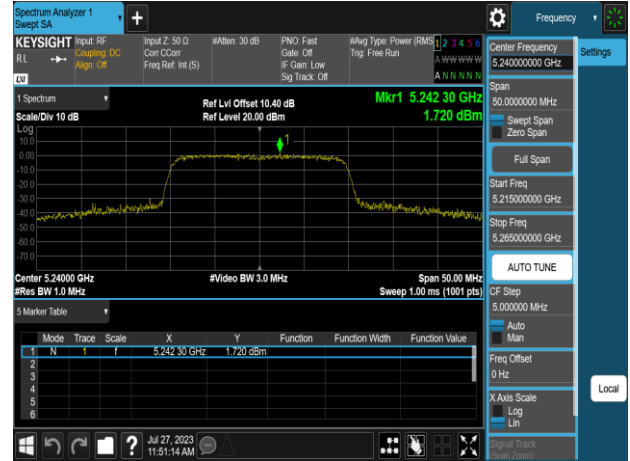 Spectrum Analyzer 1
Swept SA
Frequency
KEYSIGHT
RL
LXI
Input: RF
Coupling: DC
Align: Off
Input Z: 50 Ω
Corr CCorr
Freq Ref: Int (S)
#Atten: 30 dB
PNO: Fast
Gate: Off
IF Gain: Low
Sig Track: Off
#Avg Type: Power (RMS)
Trig: Free Run
1 2 3 4 5 6
A W W W W W
A N N N N N
Center Frequency
5.240000000 GHz
Settings
Span
50.0000000 MHz
Swept Span
Zero Span
Full Span
Start Freq
5.215000000 GHz
Stop Freq
5.265000000 GHz
AUTO TUNE
CF Step
5.000000 MHz
Auto
Man
Freq Offset
0 Hz
X Axis Scale
Log
Lin
Local
Signal Track
(Span Zoom)
1 Spectrum
Scale/Div 10 dB
Ref Lvl Offset 10.40 dB
Ref Level 20.00 dBm
Mkr1 5.242 30 GHz
1.720 dBm
Log
10.0
0.00
-10.0
-20.0
-30.0
-40.0
-50.0
-60.0
-70.0
1
Center 5.24000 GHz
#Res BW 1.0 MHz
#Video BW 3.0 MHz
Span 50.00 MHz
Sweep 1.00 ms (1001 pts)
5 Marker Table
Mode Trace Scale X Y Function Function Width Function Value
1 N 1 f 5.242 30 GHz 1.720 dBm
2
3
4
5
6
?
Jul 27, 2023
11:51:14 AM